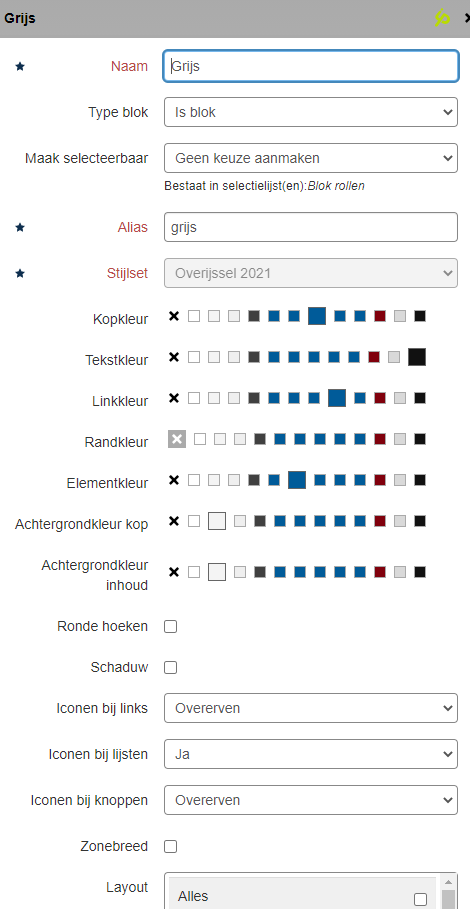 Grijs
Naam Grijs
Type blok Is blok
Maak selecteerbaar Geen keuze aanmaken
Bestaat in selectielijst(en):Blok rollen
Alias grijs
Stijlset Overijssel 2021
Kopkleur
Tekstkleur
Linkkleur
Randkleur
Elementkleur
Achtergrondkleur kop
Achtergrondkleur
inhoud
Ronde hoeken
Schaduw
Iconen bij links Overerven
Iconen bij lijsten Ja
Iconen bij knoppen Overerven
Zonebreed
Layout Alles